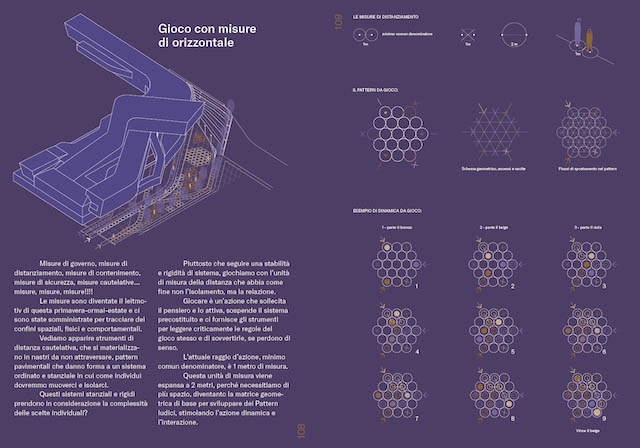 Gioco con misure
di orizzontale
Misure di governo, misure di
distanziamento, misure di contenimento,
misure di sicurezza, misure cautelative...
misure, misure, misure!!!!
Le misure sono diventate il leitmo-
tiv di questa primavera-ormai-estate e ci
sono state somministrate per tracciare dei
confini spaziali, fisici e comportamentali.
Vediamo apparire strumenti di
distanza cautelativa, che si materializza-
no in nastri da non attraversare, pattern
pavimentali che danno forma a un sistema
ordinato e stanziale in cui come individui
dovremmo muoverci e isolarci.
Questi sistemi stanziali e rigidi
prendono in considerazione la complessità
delle scelte individuali?
Piuttosto che seguire una stabilità
e rigidità di sistema, giochiamo con l'unità
di misura della distanza che abbia come
fine non l'isolamento, ma la relazione.
Giocare è un'azione che sollecita
il pensiero e lo attiva, sospende il sistema
precostituito e ci fornisce gli strumenti
per leggere criticamente le regole del
gioco stesso e di sovvertirle, se perdono di
senso.
L'attuale raggio d'azione, minimo
comun denominatore, è 1 metro di misura.
Questa unità di misura viene
espansa a 2 metri, perché necessitiamo di
più spazio, diventando la matrice geome-
trica di base per sviluppare dei Pattern
ludici, stimolando l'azione dinamica e
l'interazione.
108
109
LE MISURE DI DISTANZIAMENTO
minimo comun denominatore
1m
1m
2 m
1m
IL PATTERN DA GIOCO:
Schema geometrico, accessi e uscite
Flussi di spostamento nel pattern
ESEMPIO DI DINAMICA DA GIOCO:
1 - parte il bianco
2 - parte il beige
3 - parte il viola
1
2
3
4
5
6
7
8
9
Vince il beige